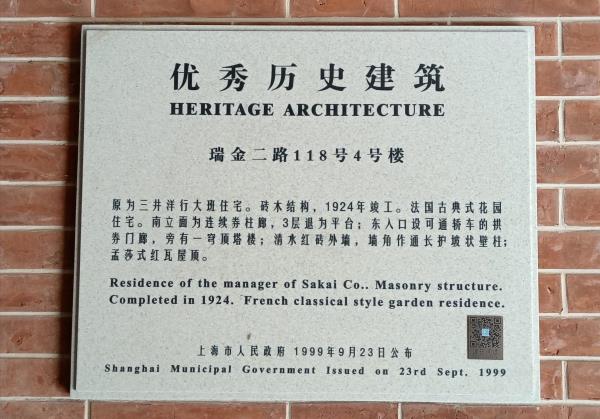 优秀历史建筑
HERITAGE ARCHITECTURE
瑞金二路118号4号楼
原为三井洋行大班住宅。砖木结构，1924年竣工。法国古典式花园
住宅。南立面为连续券柱廊，3层退为平台；东入口设可通轿车的拱
券门廊，旁有一穹顶塔楼；清水红砖外墙，墙角作通长护坡状壁柱；
孟莎式红瓦屋顶。
Residence of the manager of Sakai Co.. Masonry structure.
Completed in 1924. French classical style garden residence.
上海市人民政府 1999年9月23日公布
Shanghai Municipal Government Issued on 23rd Sept. 1999